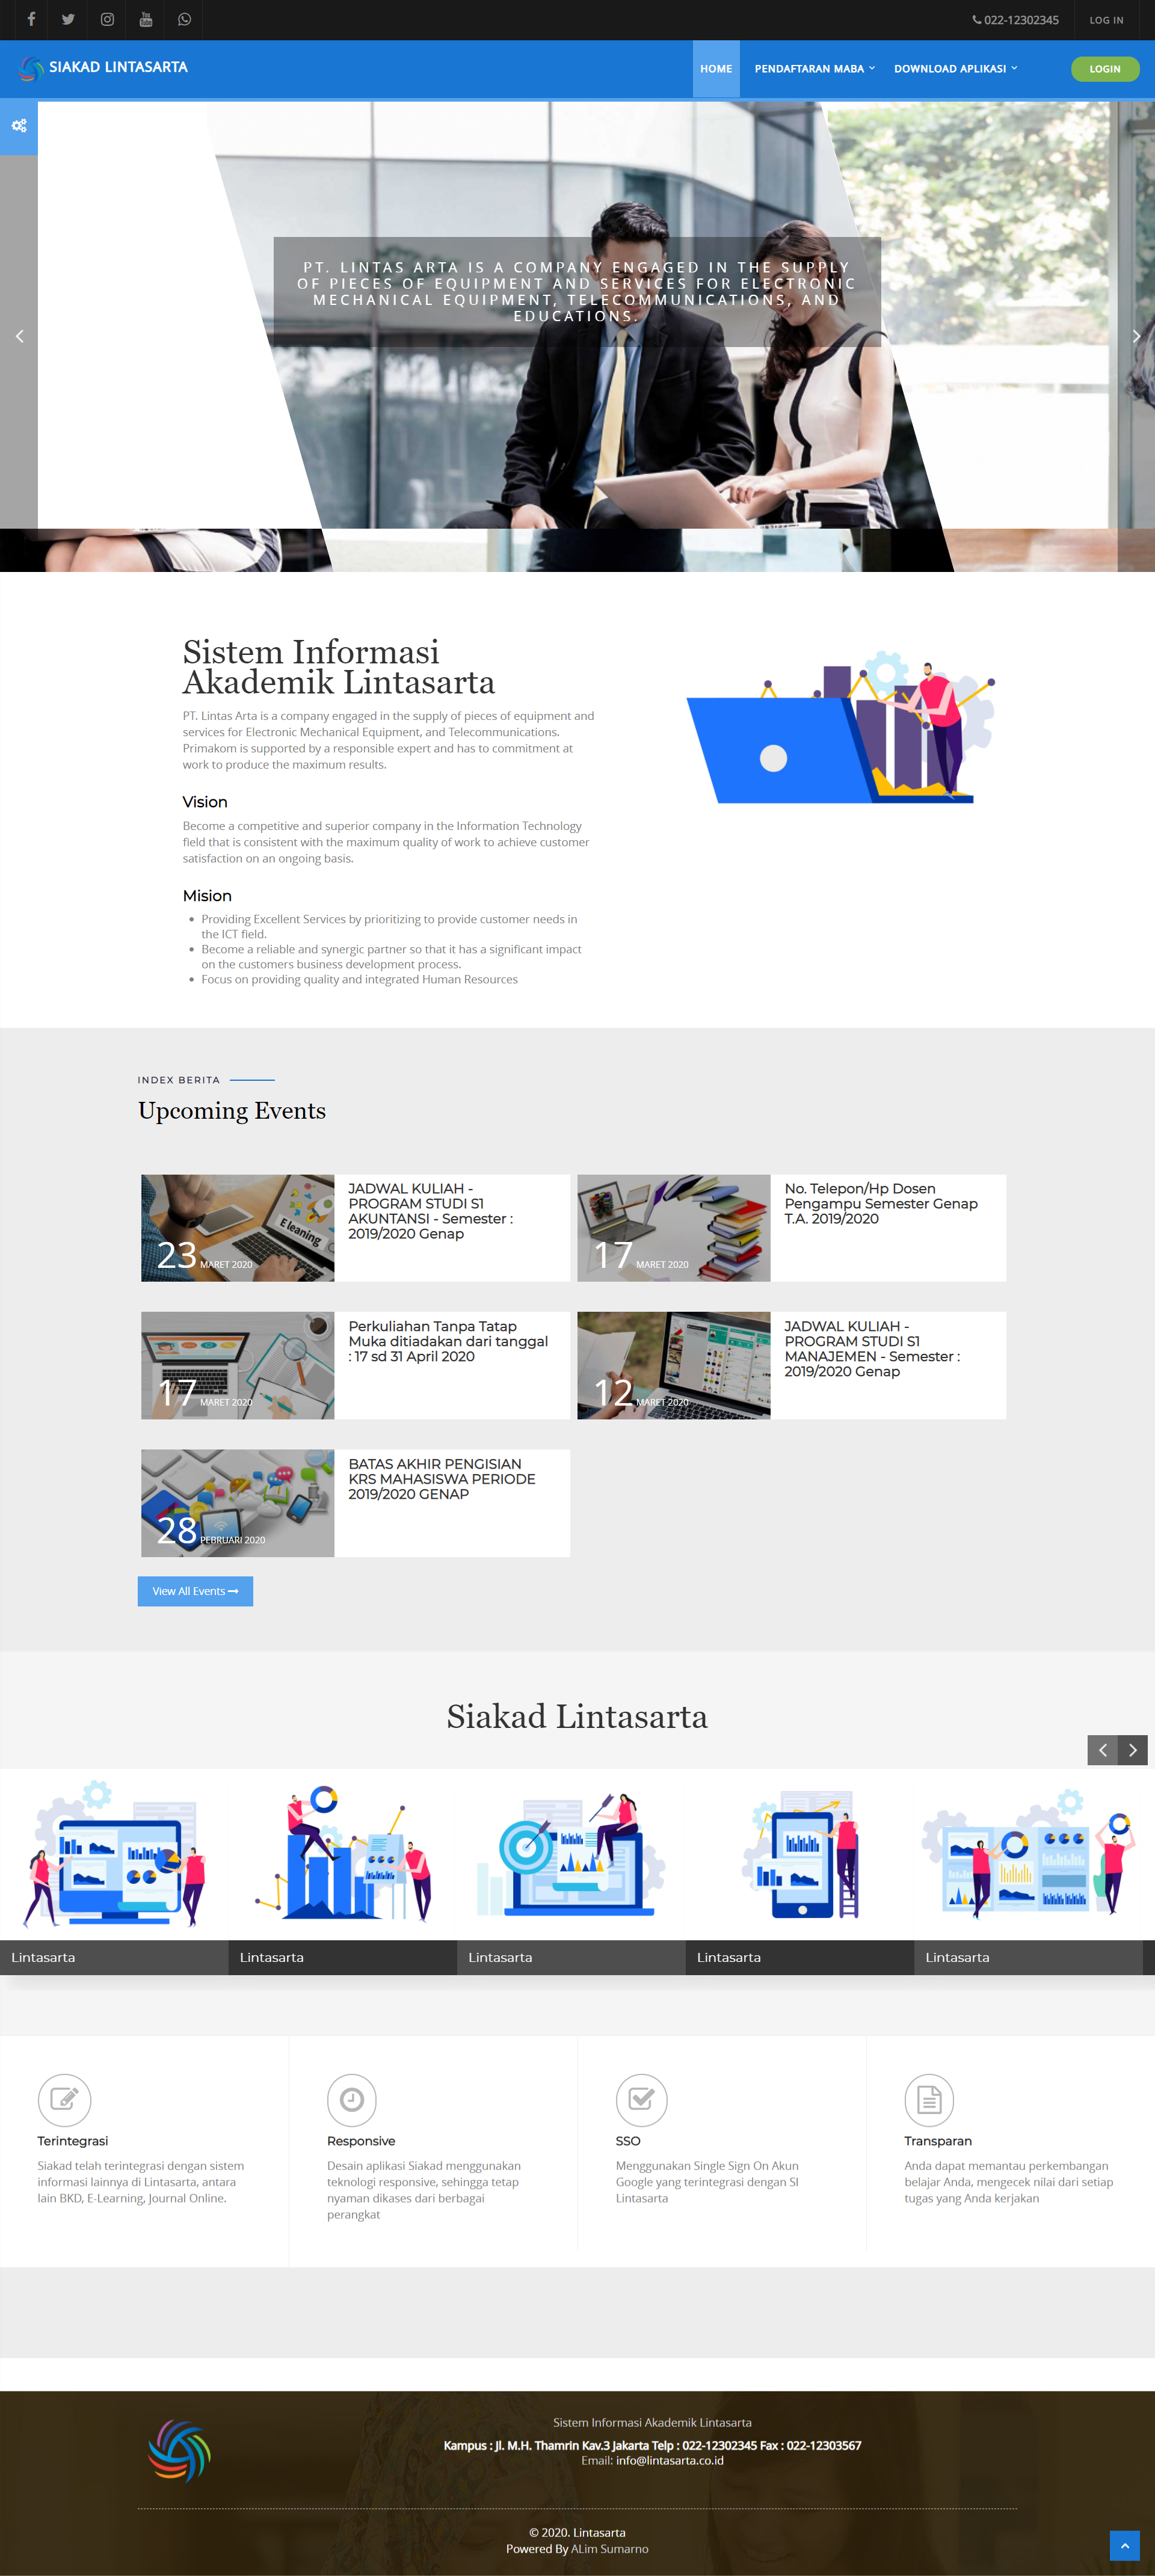 022-12302345
LOG IN
SIAKAD LINTASARTA
HOME
PENDAFTARAN MABA
DOWNLOAD APLIKASI
LOGIN
PT. LINTAS ARTA IS A COMPANY ENGAGED IN THE SUPPLY
OF PIECES OF EQUIPMENT AND SERVICES FOR ELECTRONIC
MECHANICAL EQUIPMENT, TELECOMMUNICATIONS, AND
EDUCATIONS.
Sistem Informasi
Akademik Lintasarta
PT. Lintas Arta is a company engaged in the supply of pieces of equipment and
services for Electronic Mechanical Equipment, and Telecommunications.
Primakom is supported by a responsible expert and has to commitment at
work to produce the maximum results.
Vision
Become a competitive and superior company in the Information Technology
field that is consistent with the maximum quality of work to achieve customer
satisfaction on an ongoing basis.
Mision
• Providing Excellent Services by prioritizing to provide customer needs in
the ICT field.
• Become a reliable and synergic partner so that it has a significant impact
on the customers business development process.
• Focus on providing quality and integrated Human Resources
INDEX BERITA
Upcoming Events
E leaning
23 MARET 2020
JADWAL KULIAH -
PROGRAM STUDI S1
AKUNTANSI - Semester :
2019/2020 Genap
17 MARET 2020
No. Telepon/Hp Dosen
Pengampu Semester Genap
T.A. 2019/2020
17 MARET 2020
Perkuliahan Tanpa Tatap
Muka ditiadakan dari tanggal
: 17 sd 31 April 2020
12 MARET 2020
JADWAL KULIAH -
PROGRAM STUDI S1
MANAJEMEN - Semester :
2019/2020 Genap
28 PEBRUARI 2020
BATAS AKHIR PENGISIAN
KRS MAHASISWA PERIODE
2019/2020 GENAP
View All Events
Siakad Lintasarta
Lintasarta
Lintasarta
Lintasarta
Lintasarta
Lintasarta
Terintegrasi
Siakad telah terintegrasi dengan sistem
informasi lainnya di Lintasarta, antara
lain BKD, E-Learning, Journal Online.
Responsive
Desain aplikasi Siakad menggunakan
teknologi responsive, sehingga tetap
nyaman dikases dari berbagai
perangkat
SSO
Menggunakan Single Sign On Akun
Google yang terintegrasi dengan SI
Lintasarta
Transparan
Anda dapat memantau perkembangan
belajar Anda, mengecek nilai dari setiap
tugas yang Anda kerjakan
Sistem Informasi Akademik Lintasarta
Kampus : Jl. M.H. Thamrin Kav.3 Jakarta Telp : 022-12302345 Fax : 022-12303567
Email: info@lintasarta.co.id
© 2020. Lintasarta
Powered By ALim Sumarno